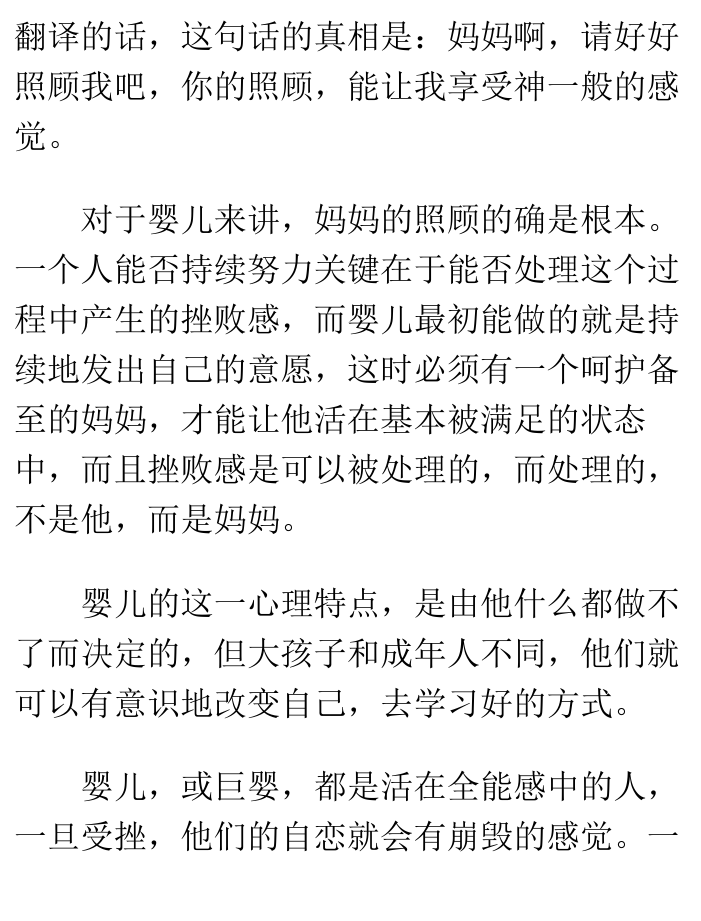 翻译的话，这句话的真相是：妈妈啊，请好好
照顾我吧，你的照顾，能让我享受神一般的感
觉。
对于婴儿来讲，妈妈的照顾的确是根本。
一个人能否持续努力关键在于能否处理这个过
程中产生的挫败感，而婴儿最初能做的就是持
续地发出自己的意愿，这时必须有一个呵护备
至的妈妈，才能让他活在基本被满足的状态
中，而且挫败感是可以被处理的，而处理的，
不是他，而是妈妈。
婴儿的这一心理特点，是由他什么都做不
了而决定的，但大孩子和成年人不同，他们就
可以有意识地改变自己，去学习好的方式。
婴儿，或巨婴，都是活在全能感中的人，
一旦受挫，他们的自恋就会有崩毁的感觉。一